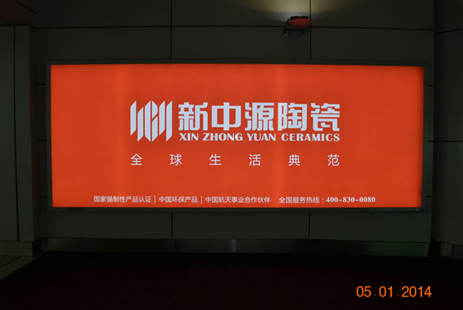 新中源陶瓷
XIN ZHONG YUAN CERAMICS
全球生活典范
国家强制性产品认证 | 中国环保产品 | 中国航天事业合作伙伴 全国服务热线：400-830-0080
05.01.2014